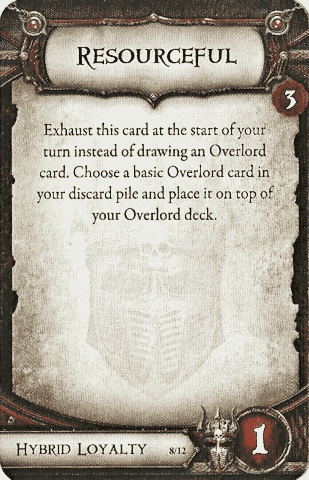 RESOURCEFUL
3
Exhaust this card at the start of your
turn instead of drawing an Overlord
card. Choose a basic Overlord card in
your discard pile and place it on top of
your Overlord deck.
HYBRID LOYALTY 8/12 1